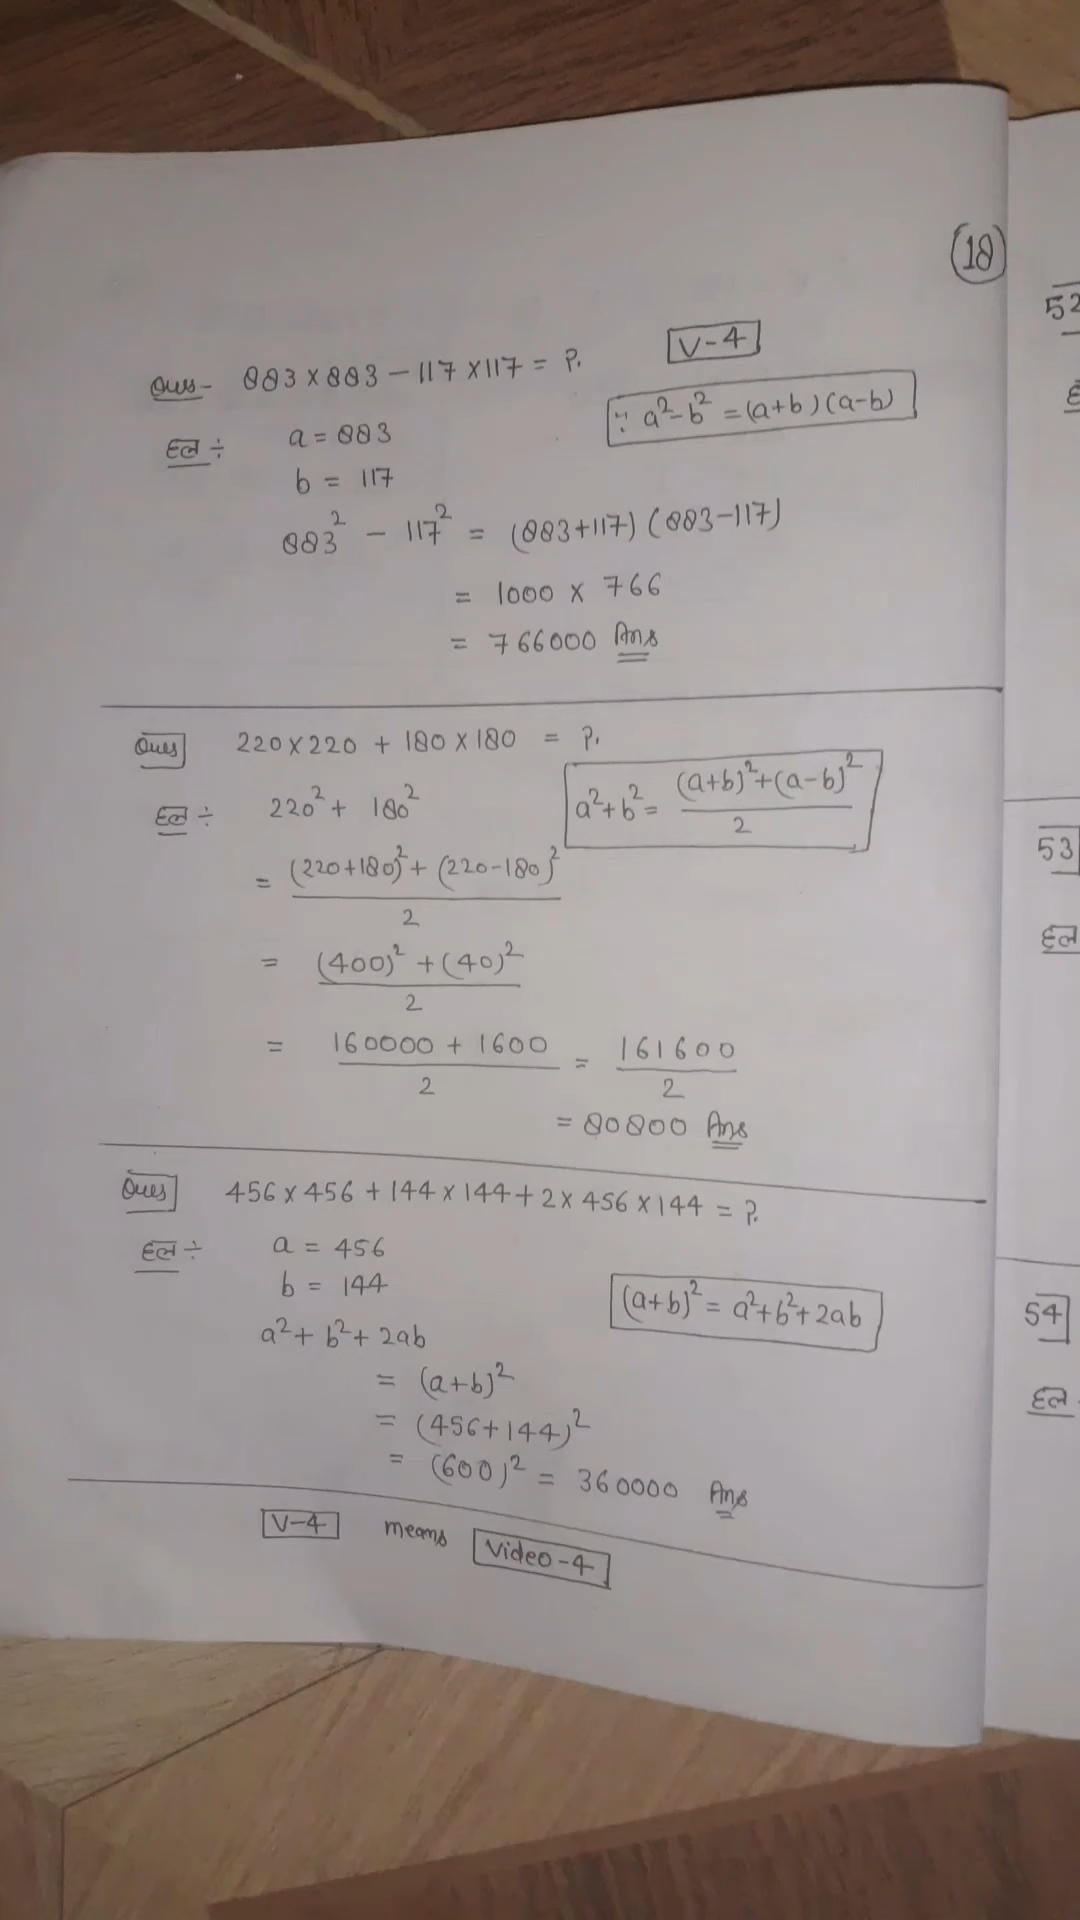 (18)
V-4
Ques- 883 × 883 - 117 × 117 = ?.
∵ a² - b² = (a+b) (a-b)
हल ÷ a = 883
b = 117
883² - 117² = (883+117) (883-117)
= 1000 × 766
= 766000 Ans
Ques 220 × 220 + 180 × 180 = ?.
हल ÷ 220² + 180²
a² + b² = (a+b)² + (a-b)² / 2
= (220+180)² + (220-180)² / 2
= (400)² + (40)² / 2
= 160000 + 1600 / 2 = 161600 / 2
= 80800 Ans
Ques 456 × 456 + 144 × 144 + 2 × 456 × 144 = ?.
हल ÷ a = 456
b = 144
(a+b)² = a² + b² + 2ab
a² + b² + 2ab
= (a+b)²
= (456+144)²
= (600)² = 360000 Ans
V-4 means Video-4
52
53
हल
54
हल